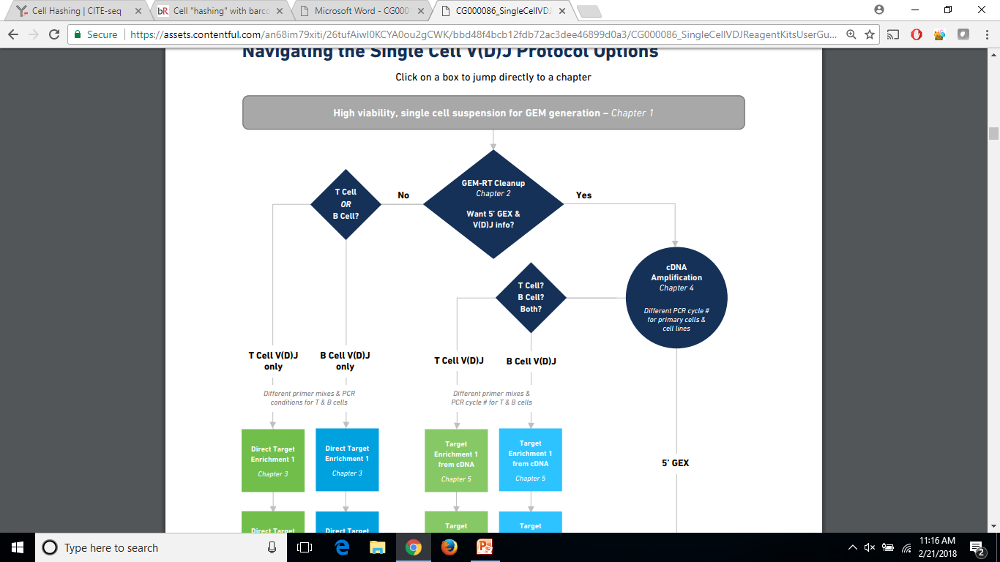 Cell Hashing | CITE-seq
Cell "hashing" with barco
Microsoft Word - CG000
CG000086_SingleCellVDJ
Secure
https://assets.contentful.com/an68im79xiti/26tufAiwI0KCYA0ou2gCWK/bbd48f4bcb12fdb72ac3dee46899d0a3/CG000086_SingleCellVDJReagentKitsUserGu...
Navigating the Single Cell V(D)J Protocol Options
Click on a box to jump directly to a chapter
High viability, single cell suspension for GEM generation – Chapter 1
GEM-RT Cleanup
Chapter 2
Want 5' GEX &
V(D)J info?
No
Yes
T Cell
OR
B Cell?
cDNA
Amplification
Chapter 4
Different PCR cycle #
for primary cells &
cell lines
T Cell?
B Cell?
Both?
T Cell V(D)J
only
B Cell V(D)J
only
T Cell V(D)J
B Cell V(D)J
Different primer mixes & PCR
conditions for T & B cells
Different primer mixes &
PCR cycle # for T & B cells
Direct Target
Enrichment 1
Chapter 3
Direct Target
Enrichment 1
Chapter 3
Target
Enrichment 1
from cDNA
Chapter 5
Target
Enrichment 1
from cDNA
Chapter 5
5' GEX
Direct Target
Direct Target
Target
Target
Type here to search
11:16 AM
2/21/2018
2